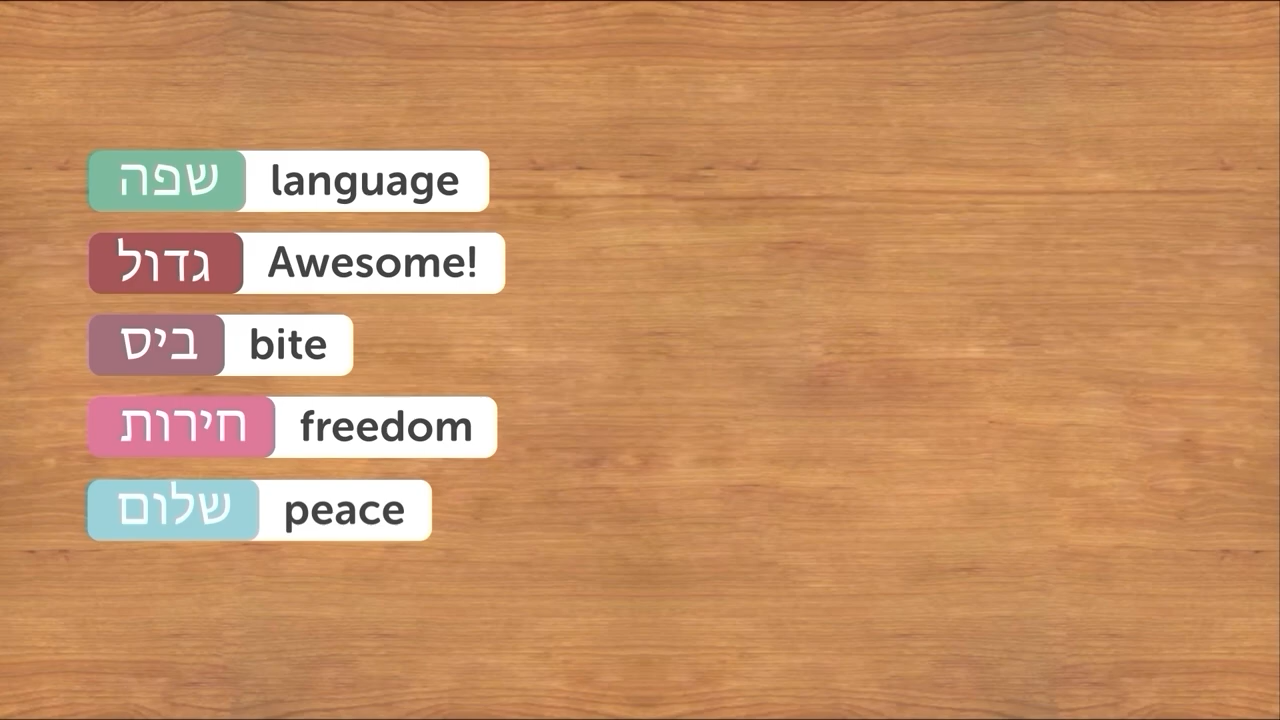 שפה language
גדול Awesome!
ביס bite
חירות freedom
שלום peace